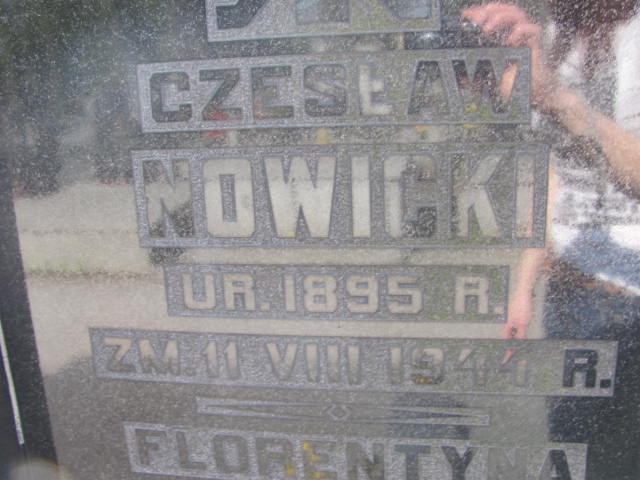 CZESŁAW
NOWICKI
UR. 1895 R.
ZM. 11 VIII 1944 R.
FLORENTYNA